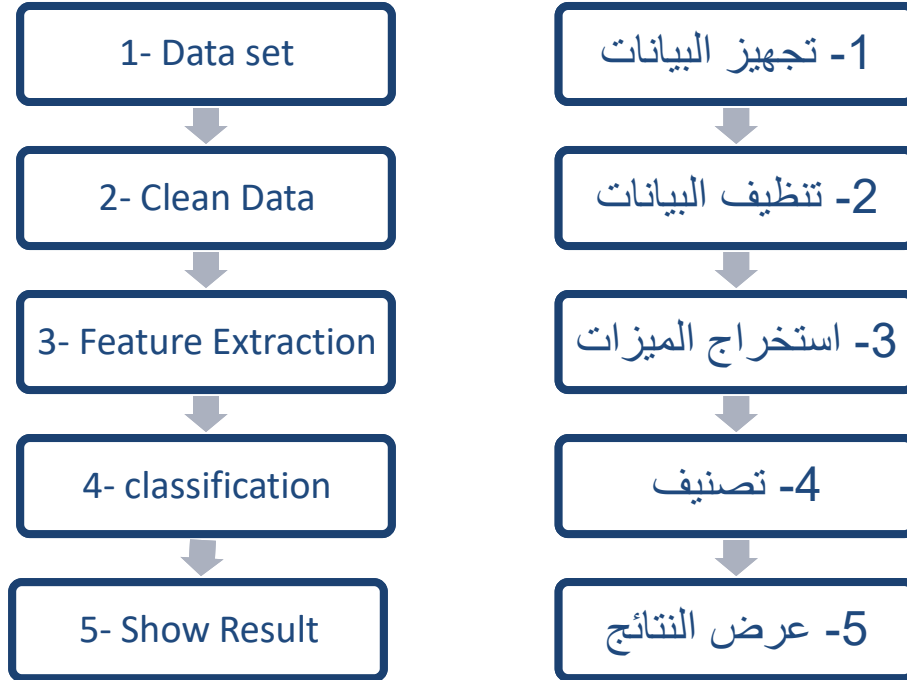 1- Data set
2- Clean Data
3- Feature Extraction
4- classification
5- Show Result
1- تجهيز البيانات
2- تنظيف البيانات
3- استخراج الميزات
4- تصنيف
5- عرض النتائج